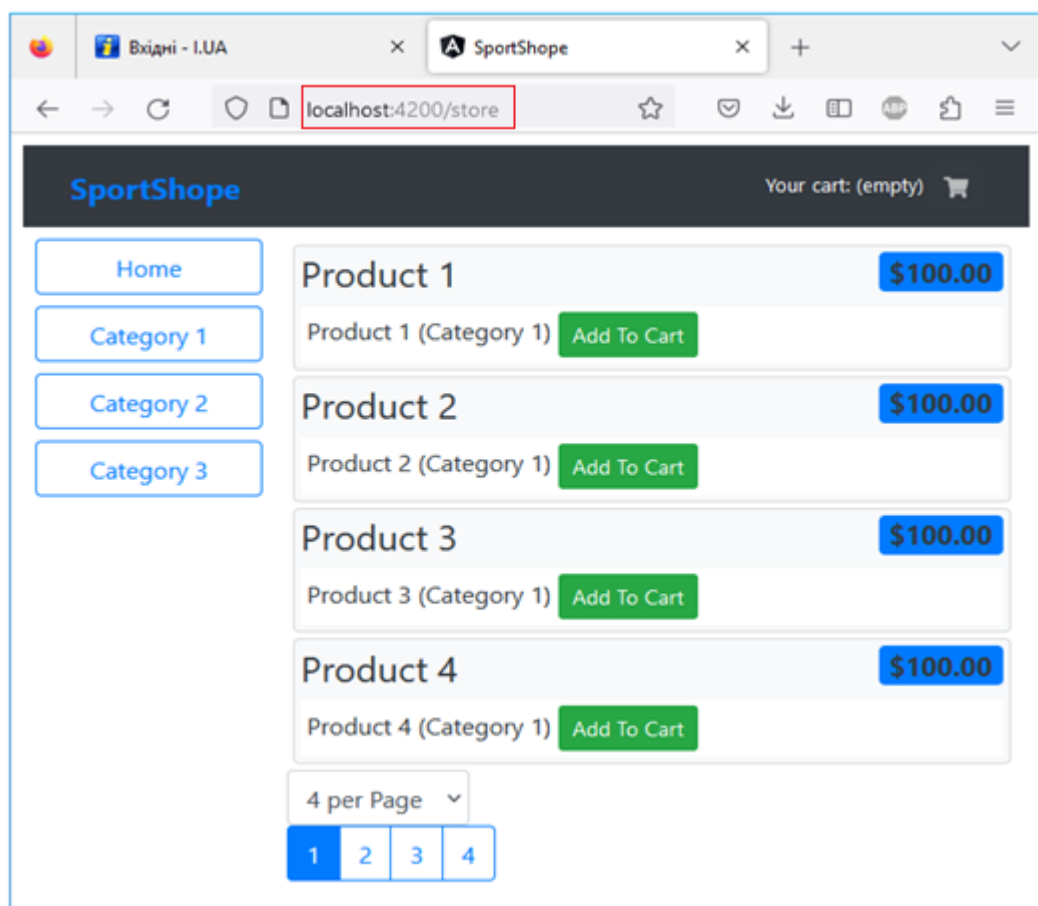 Вхідні - I.UA
SportShope
localhost:4200/store
ABP
SportShope
Your cart: (empty)
Home
Category 1
Category 2
Category 3
Product 1
$100.00
Product 1 (Category 1) Add To Cart
Product 2
$100.00
Product 2 (Category 1) Add To Cart
Product 3
$100.00
Product 3 (Category 1) Add To Cart
Product 4
$100.00
Product 4 (Category 1) Add To Cart
4 per Page
1 2 3 4